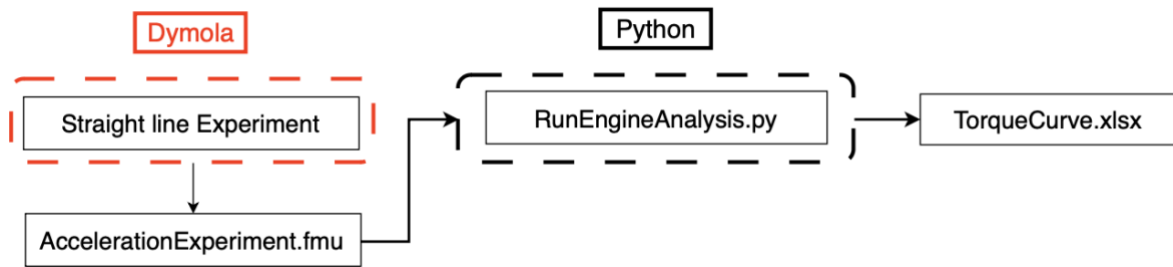 Dymola
Python
Straight line Experiment
RunEngineAnalysis.py
TorqueCurve.xlsx
AccelerationExperiment.fmu